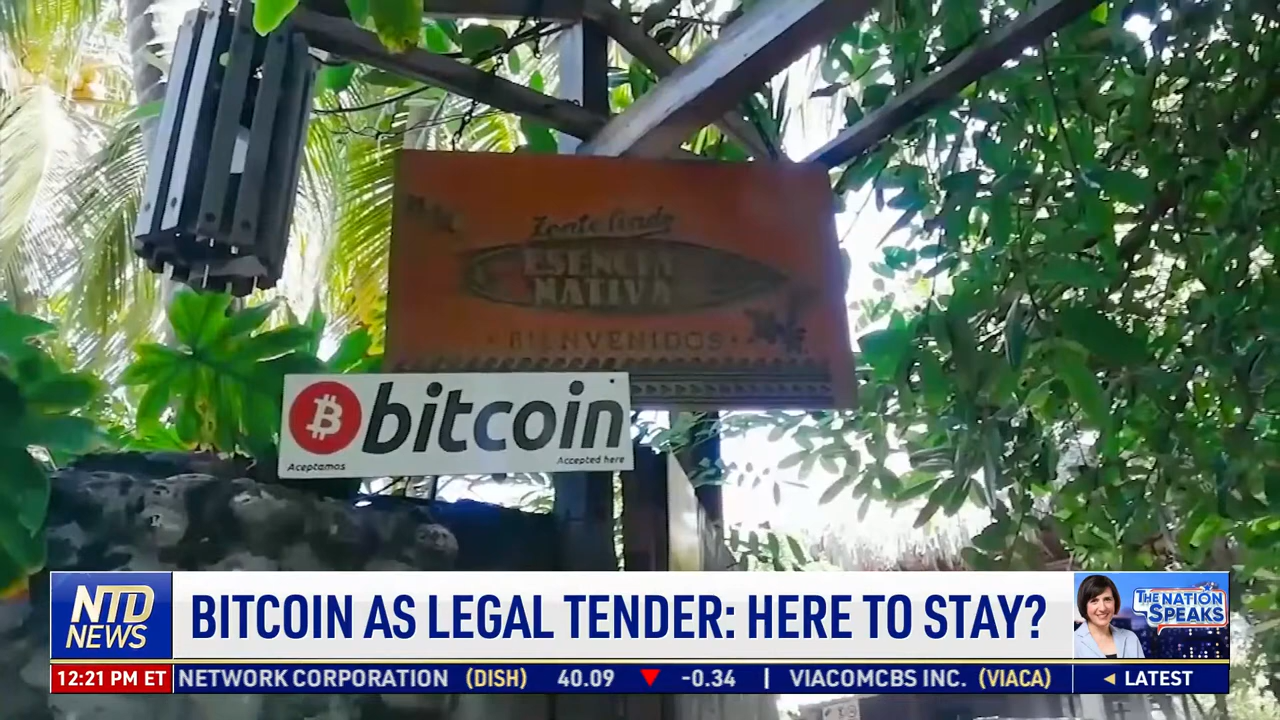 Zonte lindo
ESENCIA
NATIVA
• BIENVENIDOS •
bitcoin
Aceptamos
Accepted here
NTD
NEWS
BITCOIN AS LEGAL TENDER: HERE TO STAY?
THE NATION
SPEAKS
12:21 PM ET
NETWORK CORPORATION (DISH) 40.09 ▼ -0.34 | VIACOMCBS INC. (VIACA)
◄ LATEST